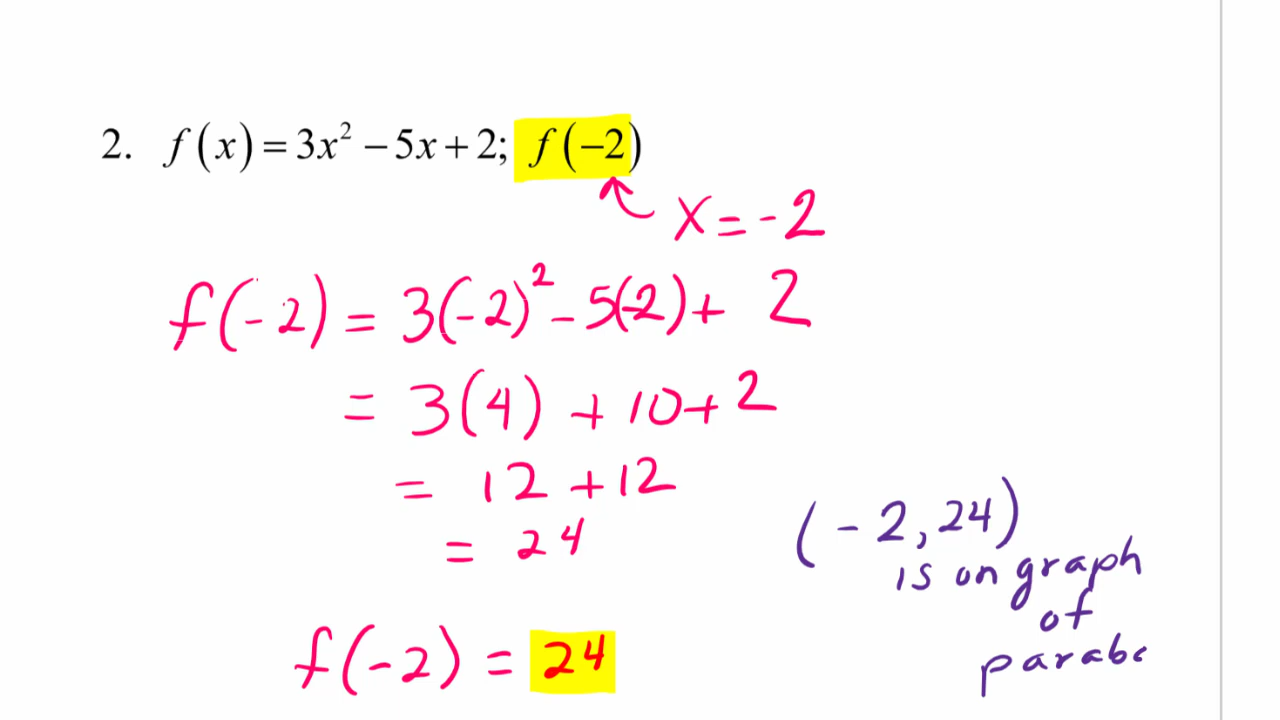 2. f(x) = 3x² − 5x + 2; f(−2)
x = -2
f(-2) = 3(-2)² - 5(-2) + 2
= 3(4) + 10 + 2
= 12 + 12
= 24
(-2, 24)
is on graph
of
parabo
f(-2) = 24